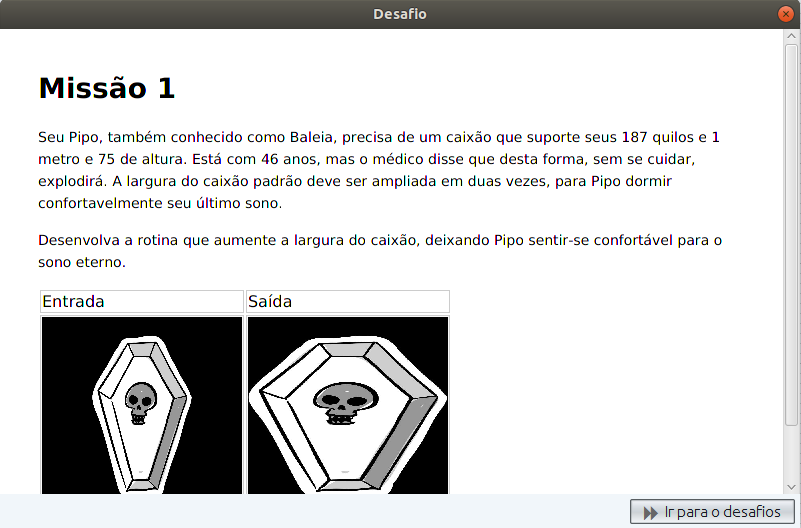 Desafio
Missão 1
Seu Pipo, também conhecido como Baleia, precisa de um caixão que suporte seus 187 quilos e 1
metro e 75 de altura. Está com 46 anos, mas o médico disse que desta forma, sem se cuidar,
explodirá. A largura do caixão padrão deve ser ampliada em duas vezes, para Pipo dormir
confortavelmente seu último sono.
Desenvolva a rotina que aumente a largura do caixão, deixando Pipo sentir-se confortável para o
sono eterno.
Entrada
Saída
Ir para o desafios